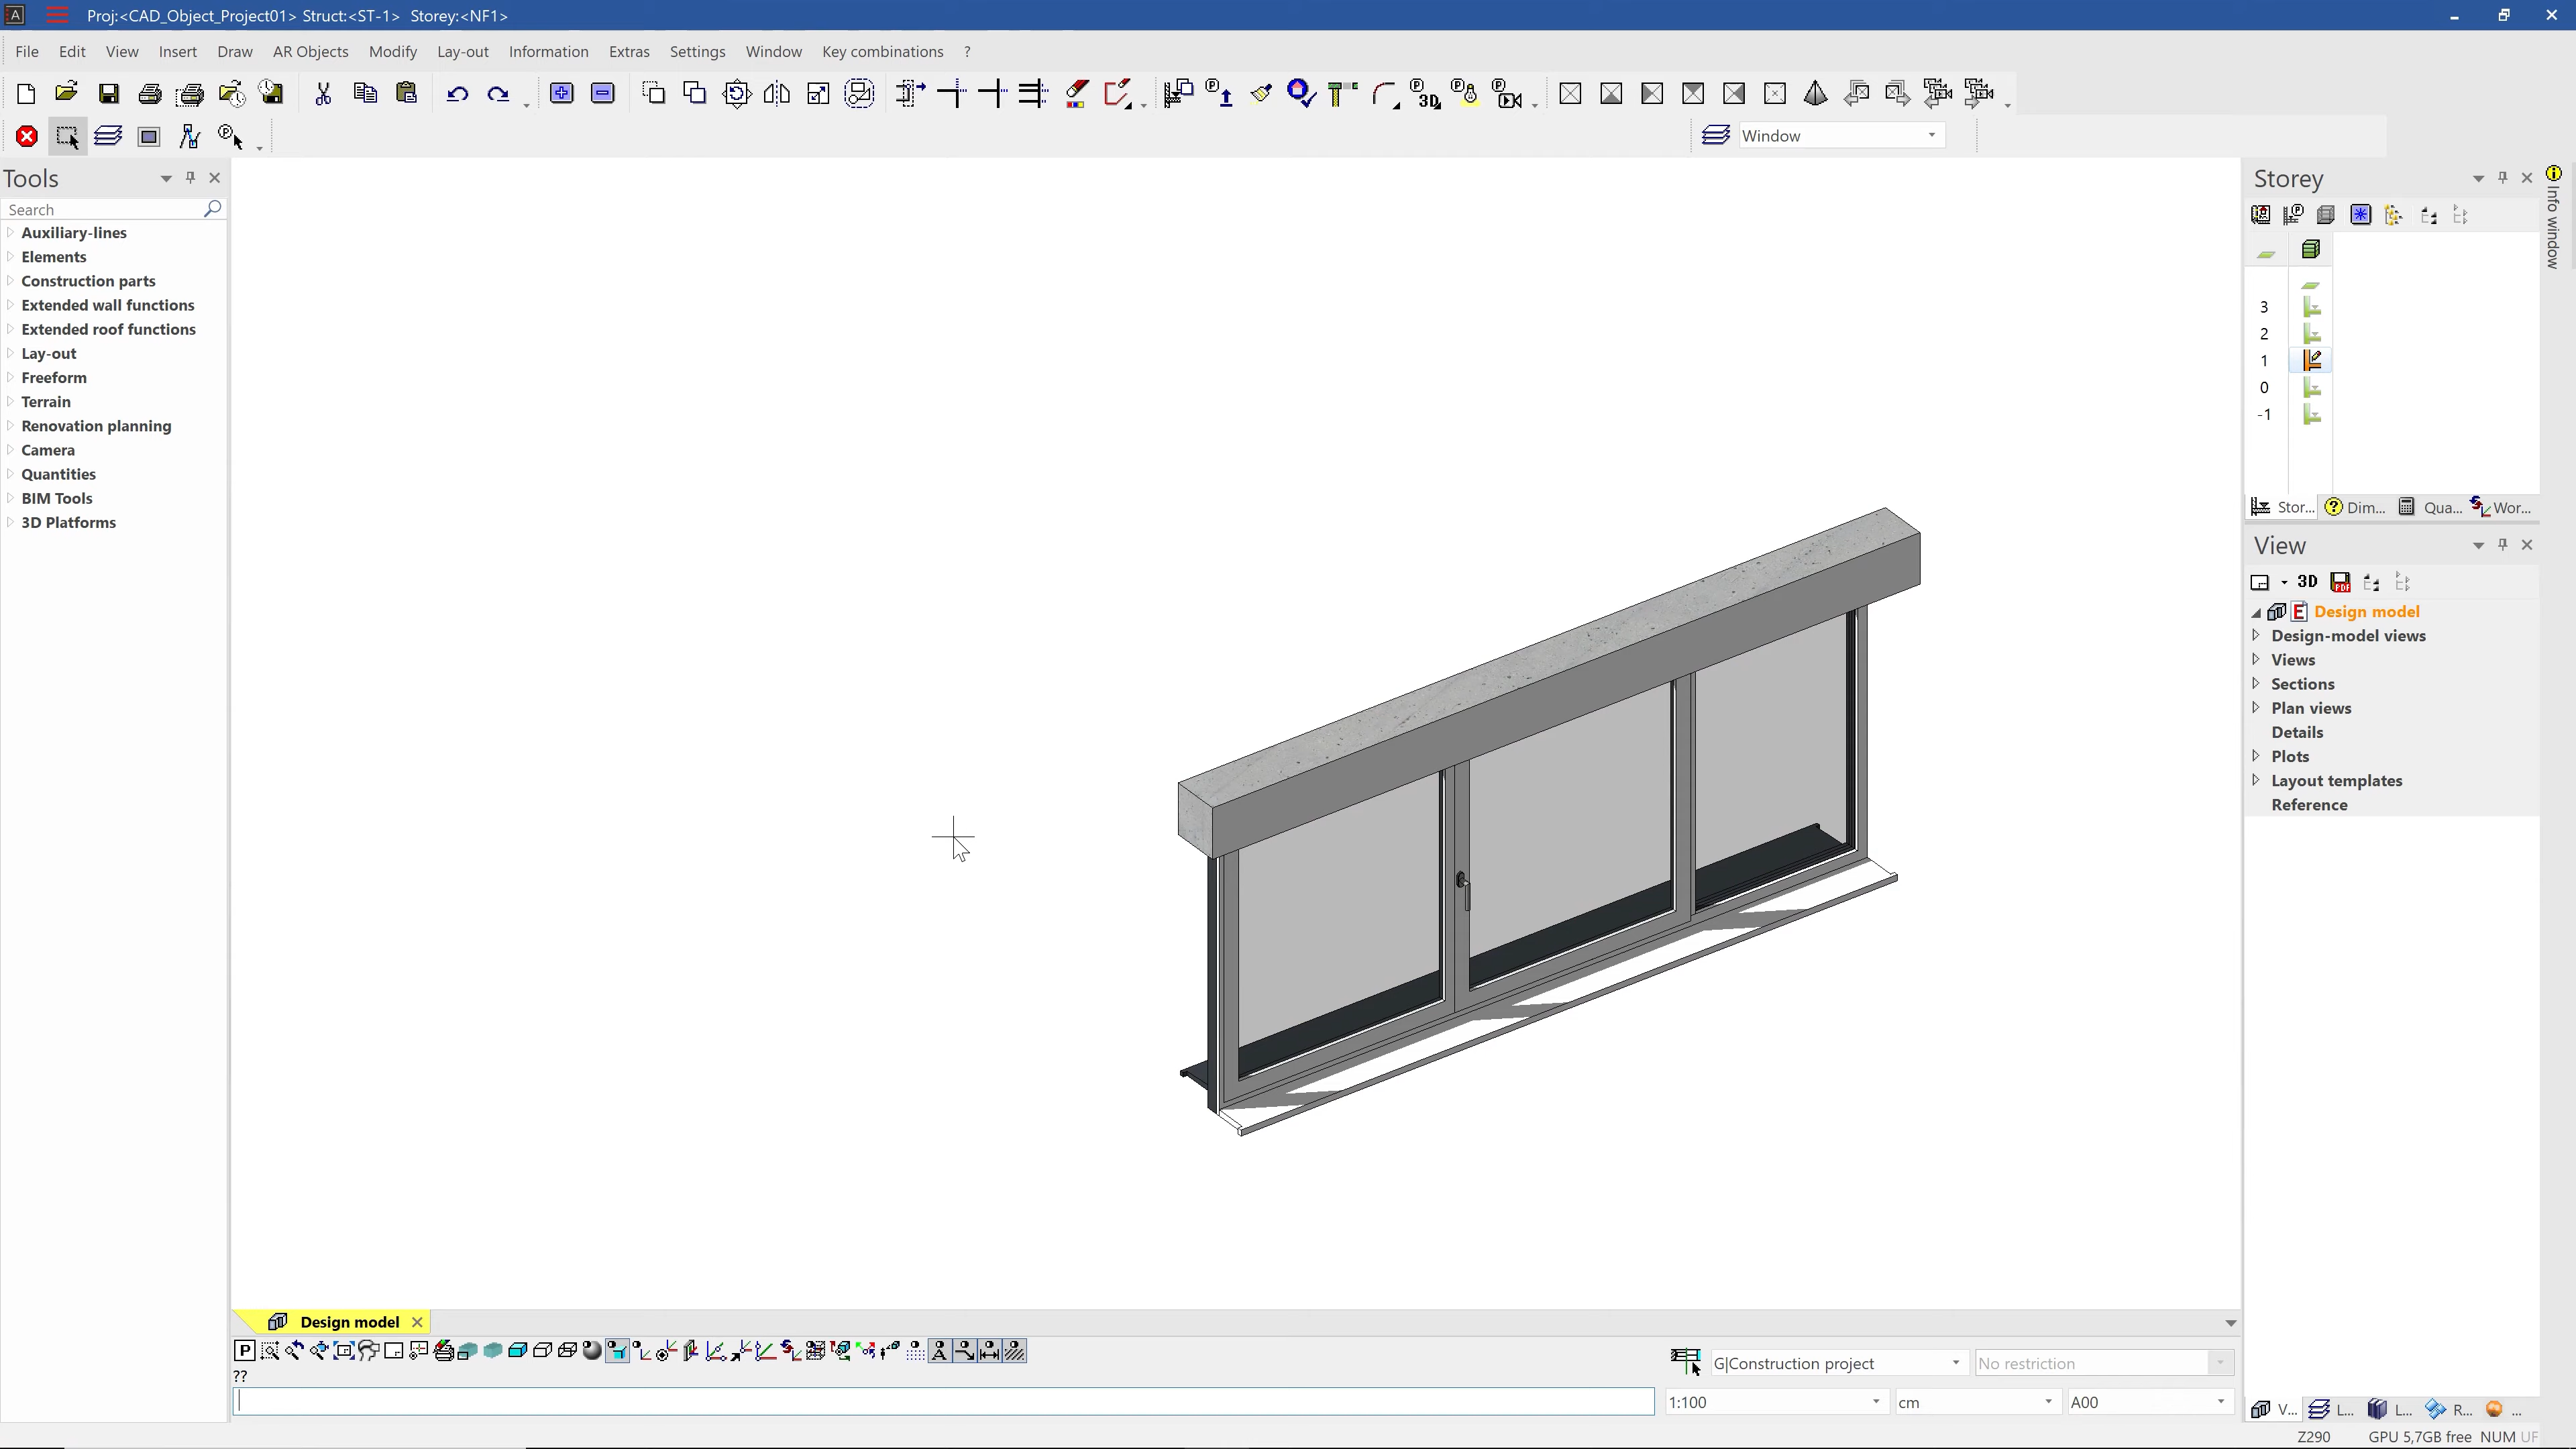 Proj:<CAD_Object_Project01> Struct:<ST-1> Storey:<NF1>
File Edit View Insert Draw AR Objects Modify Lay-out Information Extras Settings Window Key combinations ?
Window
Tools
Search
Auxiliary-lines
Elements
Construction parts
Extended wall functions
Extended roof functions
Lay-out
Freeform
Terrain
Renovation planning
Camera
Quantities
BIM Tools
3D Platforms
Storey
3
2
1
0
-1
Stor... Dim... Qua... Wor...
Info window
View
3D
Design model
Design-model views
Views
Sections
Plan views
Details
Plots
Layout templates
Reference
Design model
??
G|Construction project No restriction
1:100 cm A00
V... L... L... R... ...
Z290 GPU 5,7GB free NUM UF